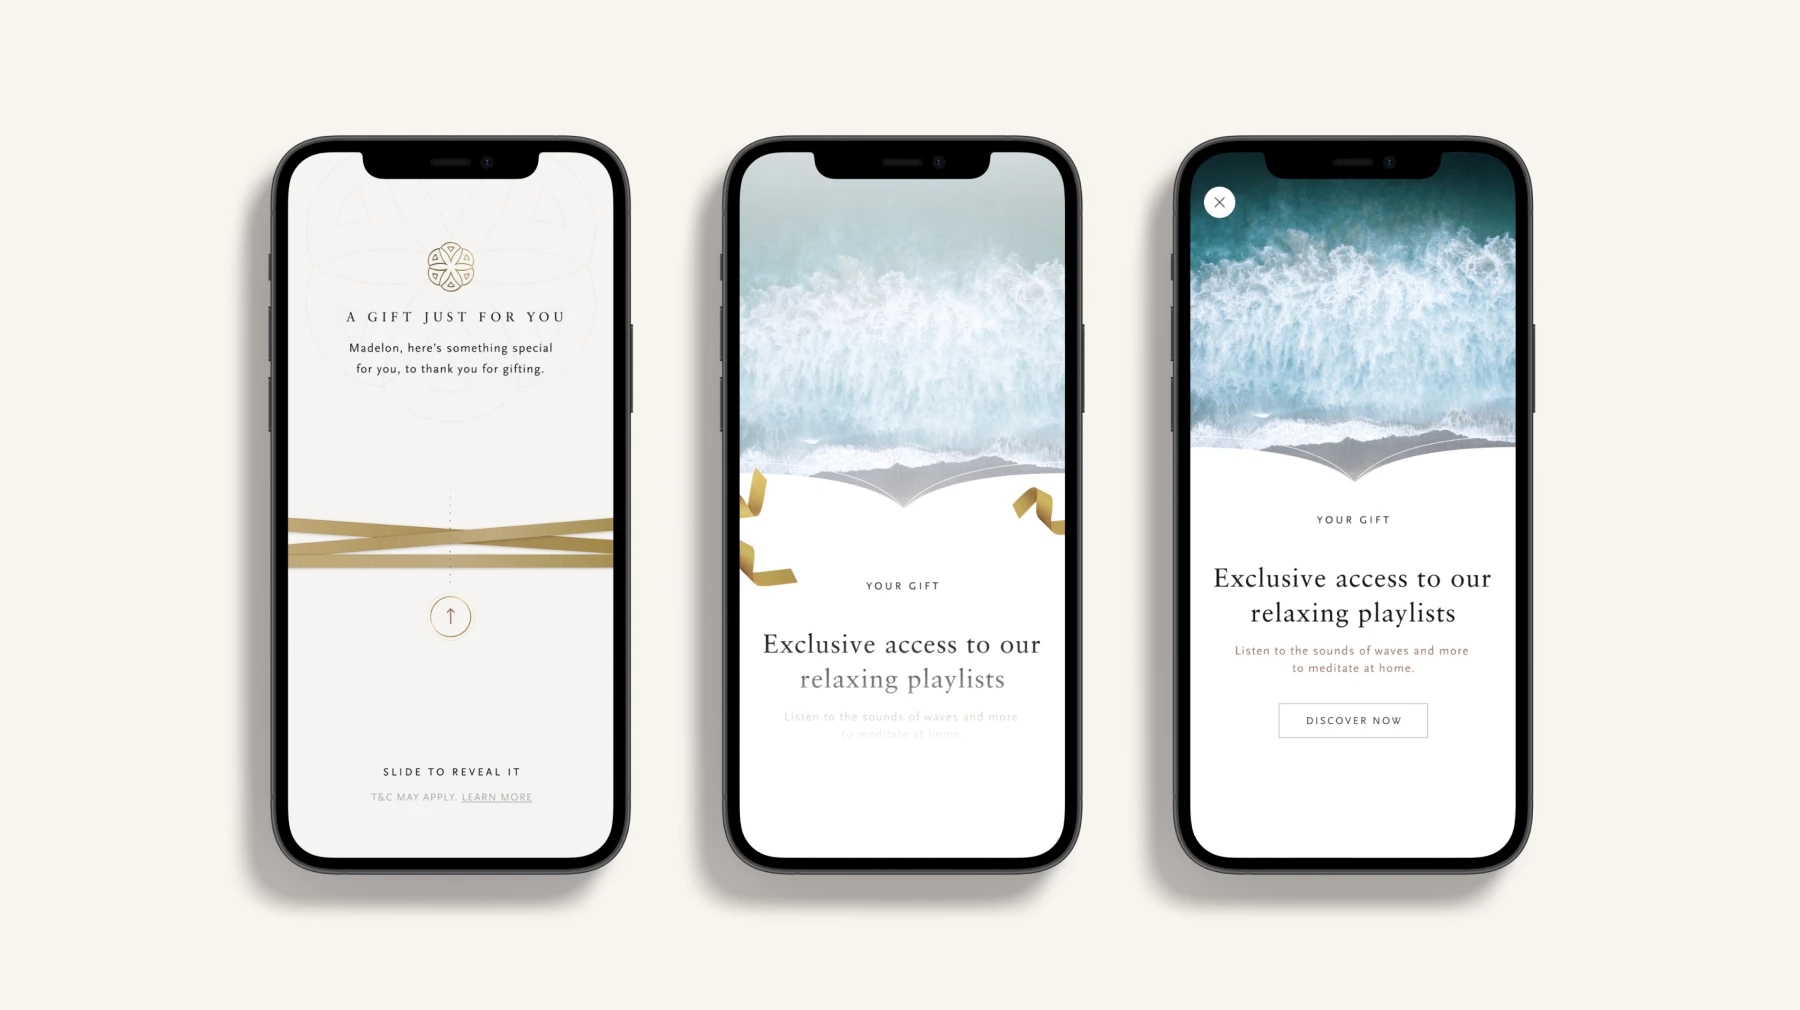 A GIFT JUST FOR YOU
Madelon, here's something special
for you, to thank you for gifting.
SLIDE TO REVEAL IT
T&C MAY APPLY. LEARN MORE
YOUR GIFT
Exclusive access to our
relaxing playlists
Listen to the sounds of waves and more
to meditate at home.
YOUR GIFT
Exclusive access to our
relaxing playlists
Listen to the sounds of waves and more
to meditate at home.
DISCOVER NOW